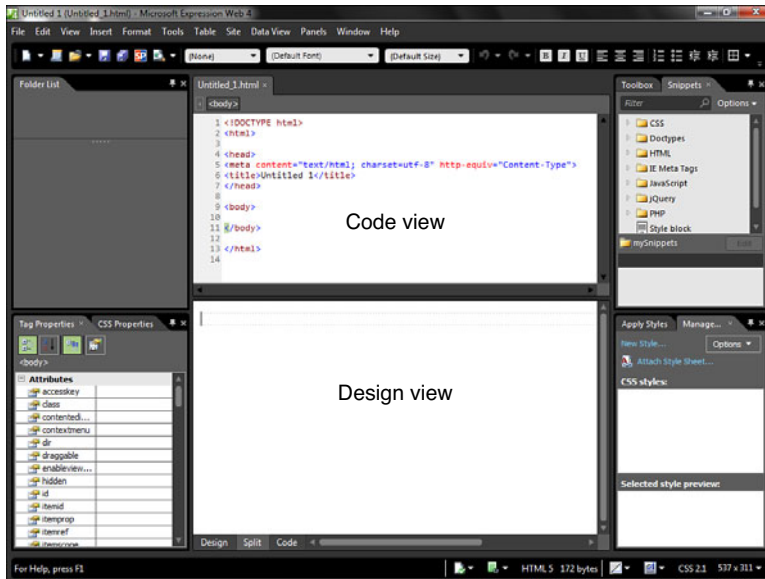 Untitled 1 (Untitled_1.html) - Microsoft Expression Web 4
File Edit View Insert Format Tools Table Site Data View Panels Window Help
(None) (Default Font) (Default Size) B I U
Folder List
Untitled_1.html
<body>
1 <!DOCTYPE html>
2 <html>
3
4 <head>
5 <meta content="text/html; charset=utf-8" http-equiv="Content-Type">
6 <title>Untitled 1</title>
7 </head>
8
9 <body>
10
11 </body>
12
13 </html>
14
Code view
Toolbox Snippets
Filter Options
CSS
Doctypes
HTML
IE Meta Tags
JavaScript
jQuery
PHP
Style block
mySnippets Edit
Tag Properties CSS Properties
<body>
Attributes
accesskey
class
contentedi...
contextmenu
dir
draggable
enableview...
hidden
id
itemid
itemprop
itemref
itemscope
Design view
Design Split Code
Apply Styles Manage...
New Style... Options
Attach Style Sheet...
CSS styles:
Selected style preview:
For Help, press F1
HTML 5 172 bytes CSS 2.1 537 x 311